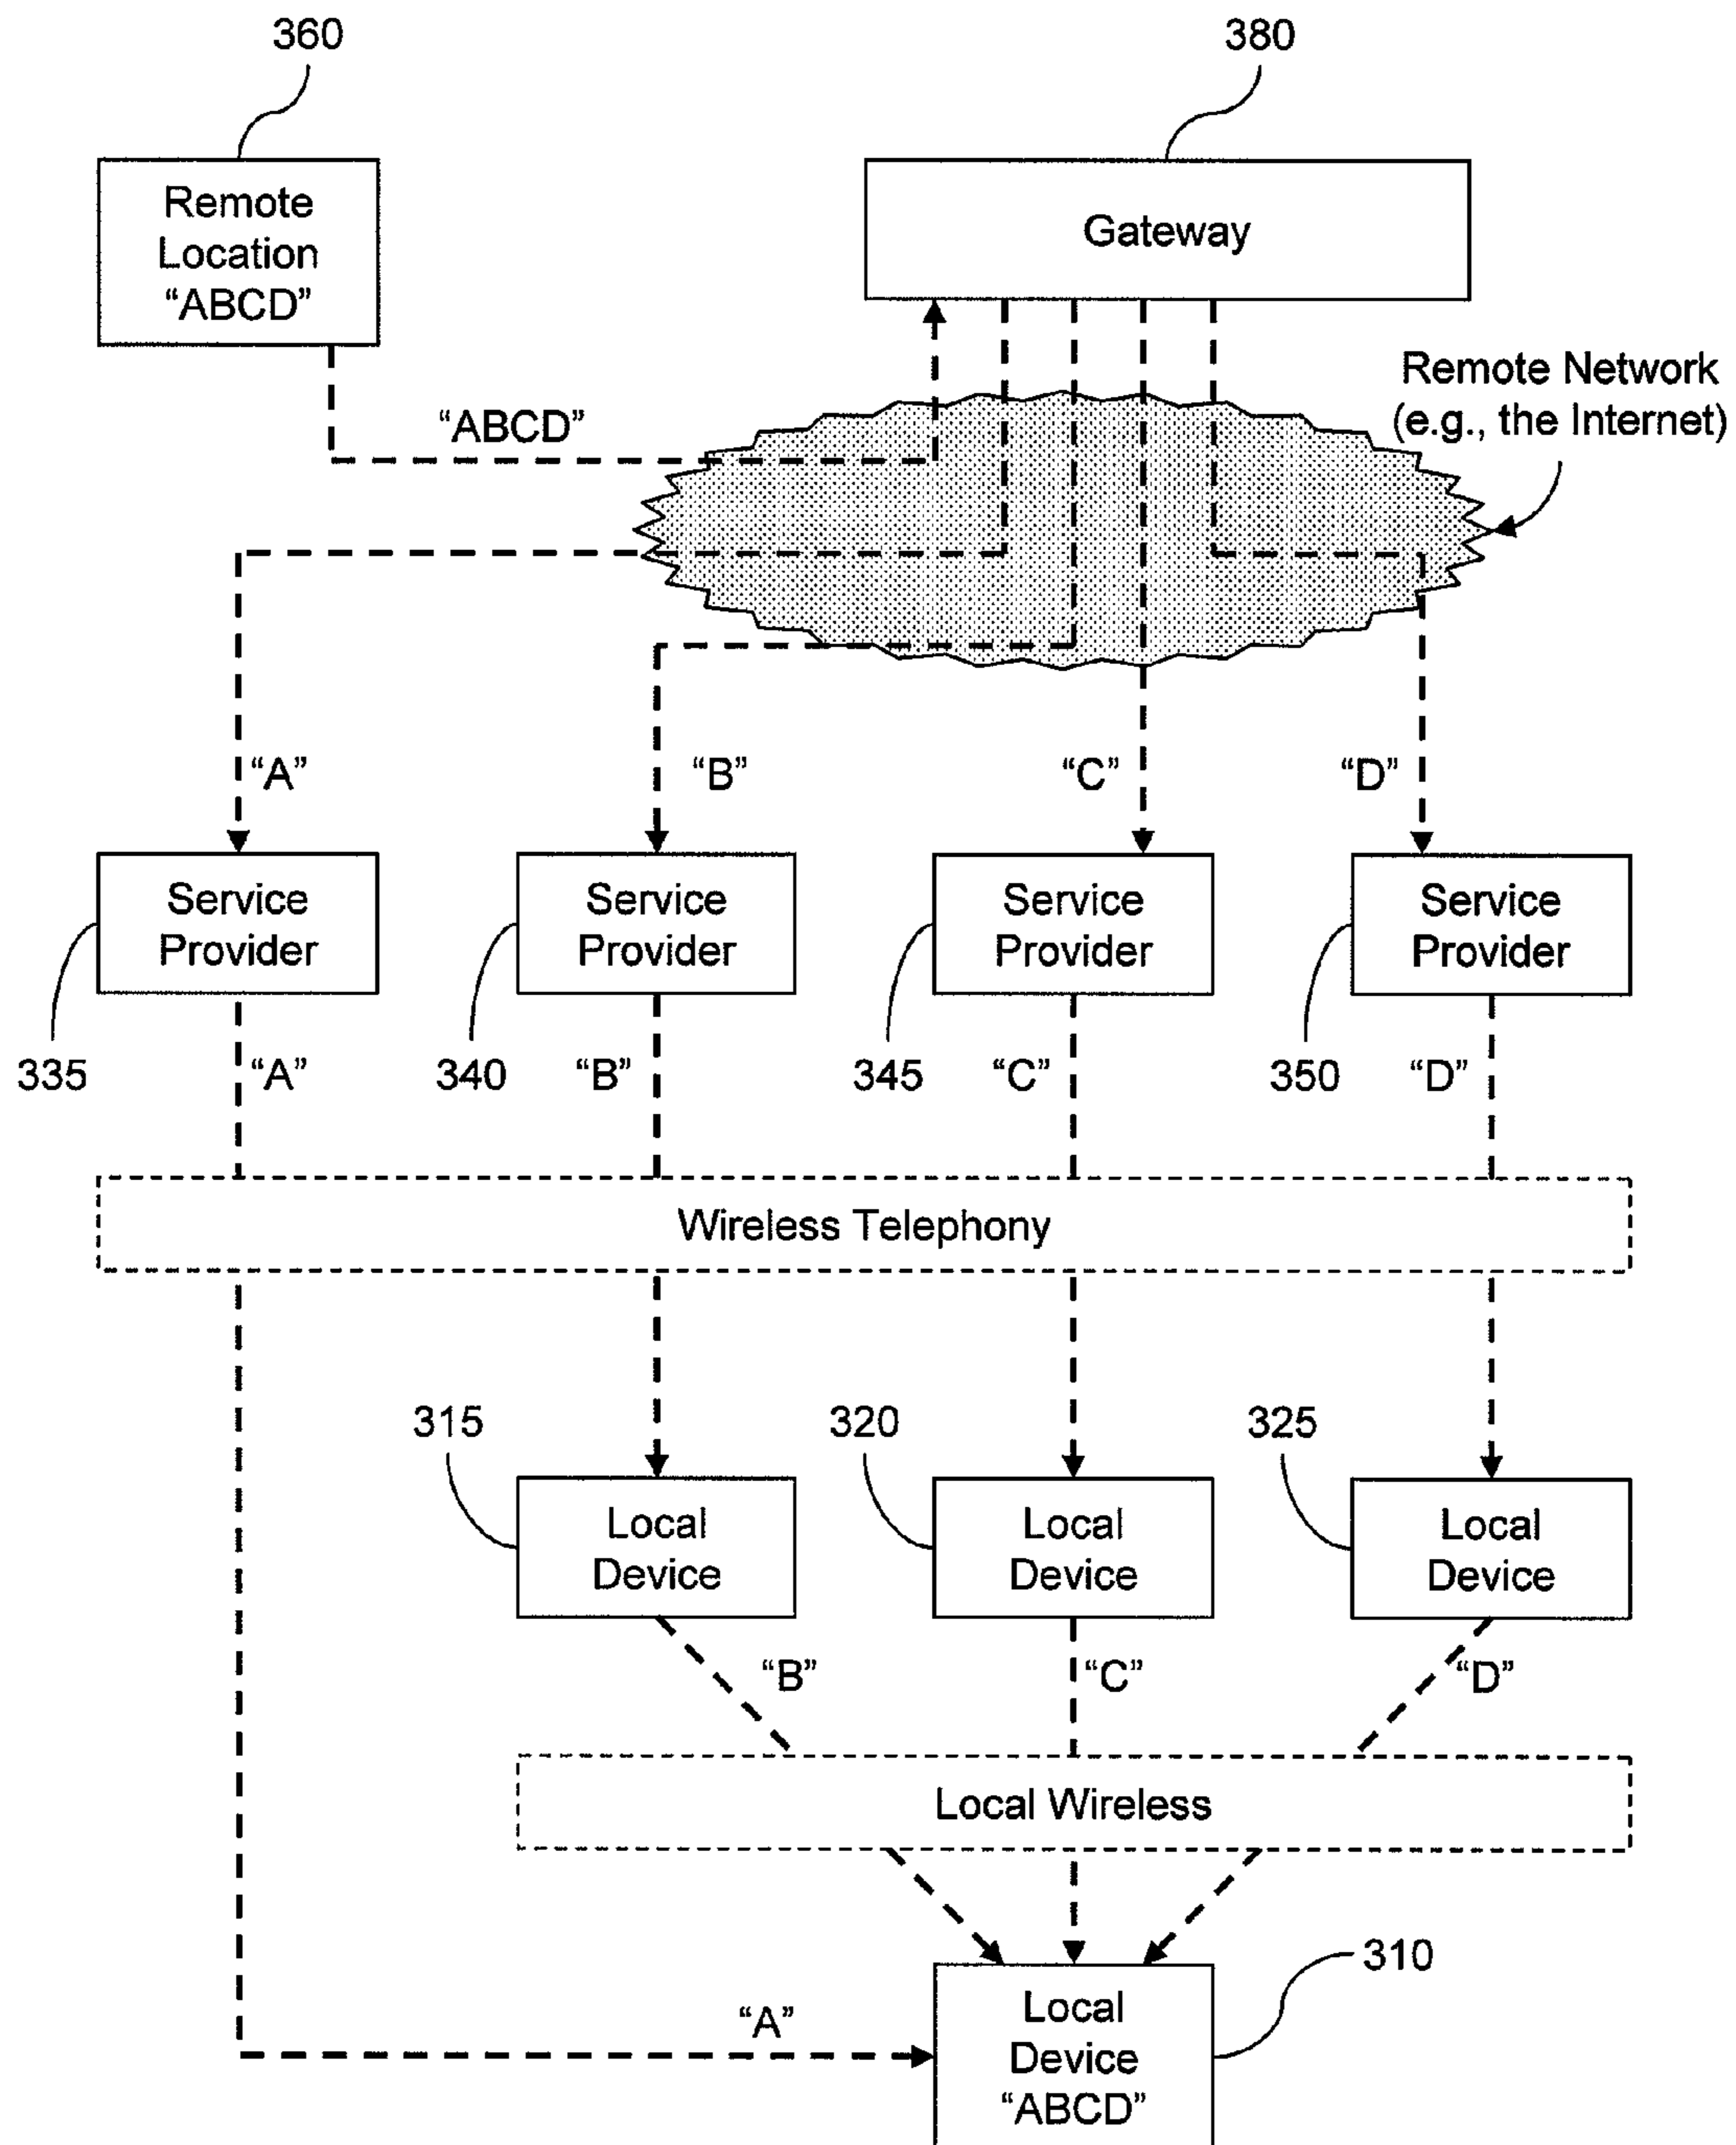 360
380
Remote
Location
“ABCD”
Gateway
Remote Network
(e.g., the Internet)
“ABCD”
“A”
“B”
“C”
“D”
Service
Provider
Service
Provider
Service
Provider
Service
Provider
335
“A”
340
“B”
345
“C”
350
“D”
Wireless Telephony
315
320
325
Local
Device
Local
Device
Local
Device
“B”
“C”
“D”
Local Wireless
310
“A”
Local
Device
“ABCD”